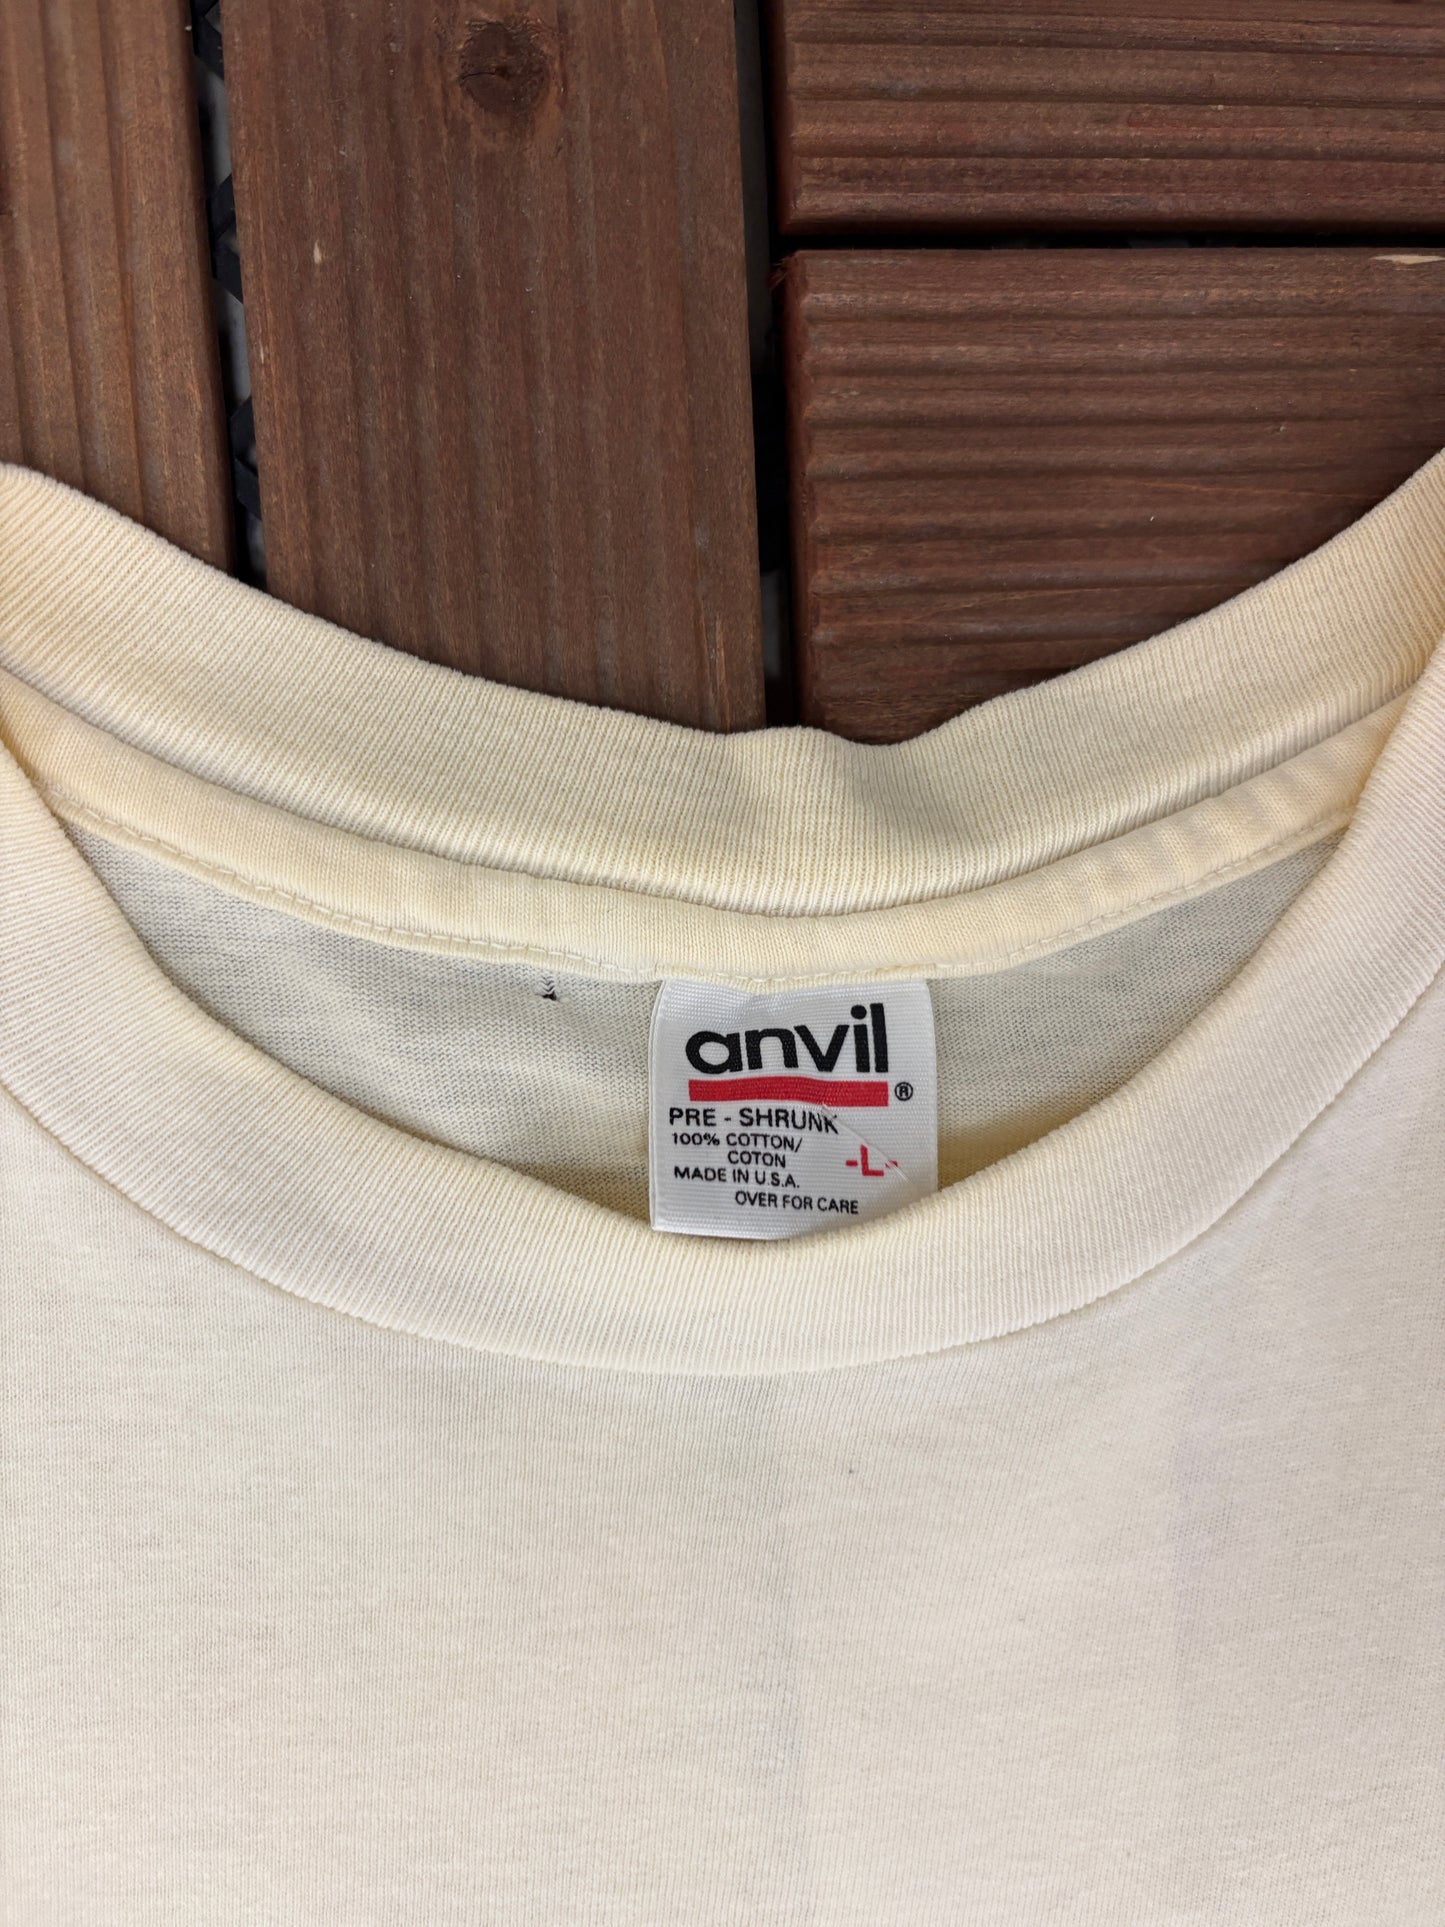 anvil ®
PRE - SHRUNK
100% COTTON/
COTON
-L-
MADE IN U.S.A.
OVER FOR CARE